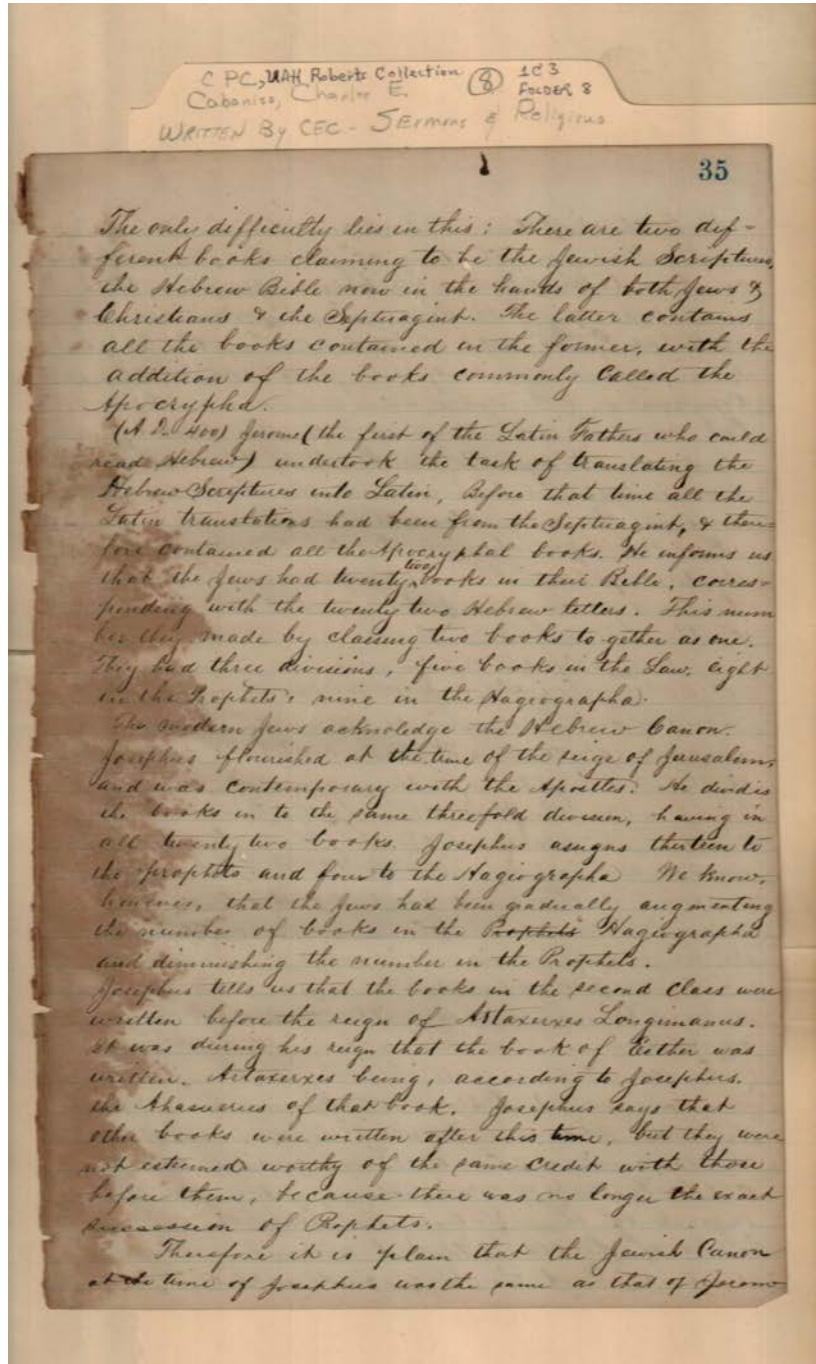 C PC, UAH Roberts Collection 8 1C3
Cabaniss, Charles E. FOLDER 8
WRITTEN By CEC - SErmons & Religious
35
The only difficulty lies in this: There are two dif-
ferent books claiming to be the Jewish Scriptures,
the Hebrew Bible now in the hands of both Jews &
Christians & the Septuagint. The latter contains
all the books contained in the former, with the
addition of the books commonly called the
Apocrypha.
(A.D. 400) Jerome (the first of the Latin Fathers who could
read Hebrew) undertook the task of translating the
Hebrew Scriptures into Latin, Before that time all the
Latin translations had been from the Septuagint, & there-
fore contained all the Apocryphal books. He informs us
that the Jews had twenty two books in their Bible, corres-
ponding with the twenty two Hebrew letters. This num
ber they made by classing two books to gether as one.
They had three divisions, five books in the Law, eight
in the Prophets, nine in the Hagiographa.
The modern Jews acknoledge the Hebrew Canon.
Josephus flourished at the time of the seige of Jerusalem,
and was contemporary with the Apostles. He divides
the books in to the same threefold division, having in
all twenty two books. Josephus assigns thirteen to
the prophets and four to the Hagiographa We know,
however, that the Jews had been gradually augmenting
the number of books in the Prophets Hagiographa
and diminishing the number in the Prophets.
Josephus tells us that the books in the second class were
written before the reign of Artaxerxes Longimanus.
It was during his reign that the book of Esther was
written. Artaxerxes being, according to Josephus,
the Ahasuerus of that book. Josephus says that
other books were written after this time, but they were
not esteemed worthy of the same credit with those
before them, because there was no longer the exact
succession of Prophets.
Therefore it is plain that the Jewish Canon
at the time of Josephus was the same as that of Jerome